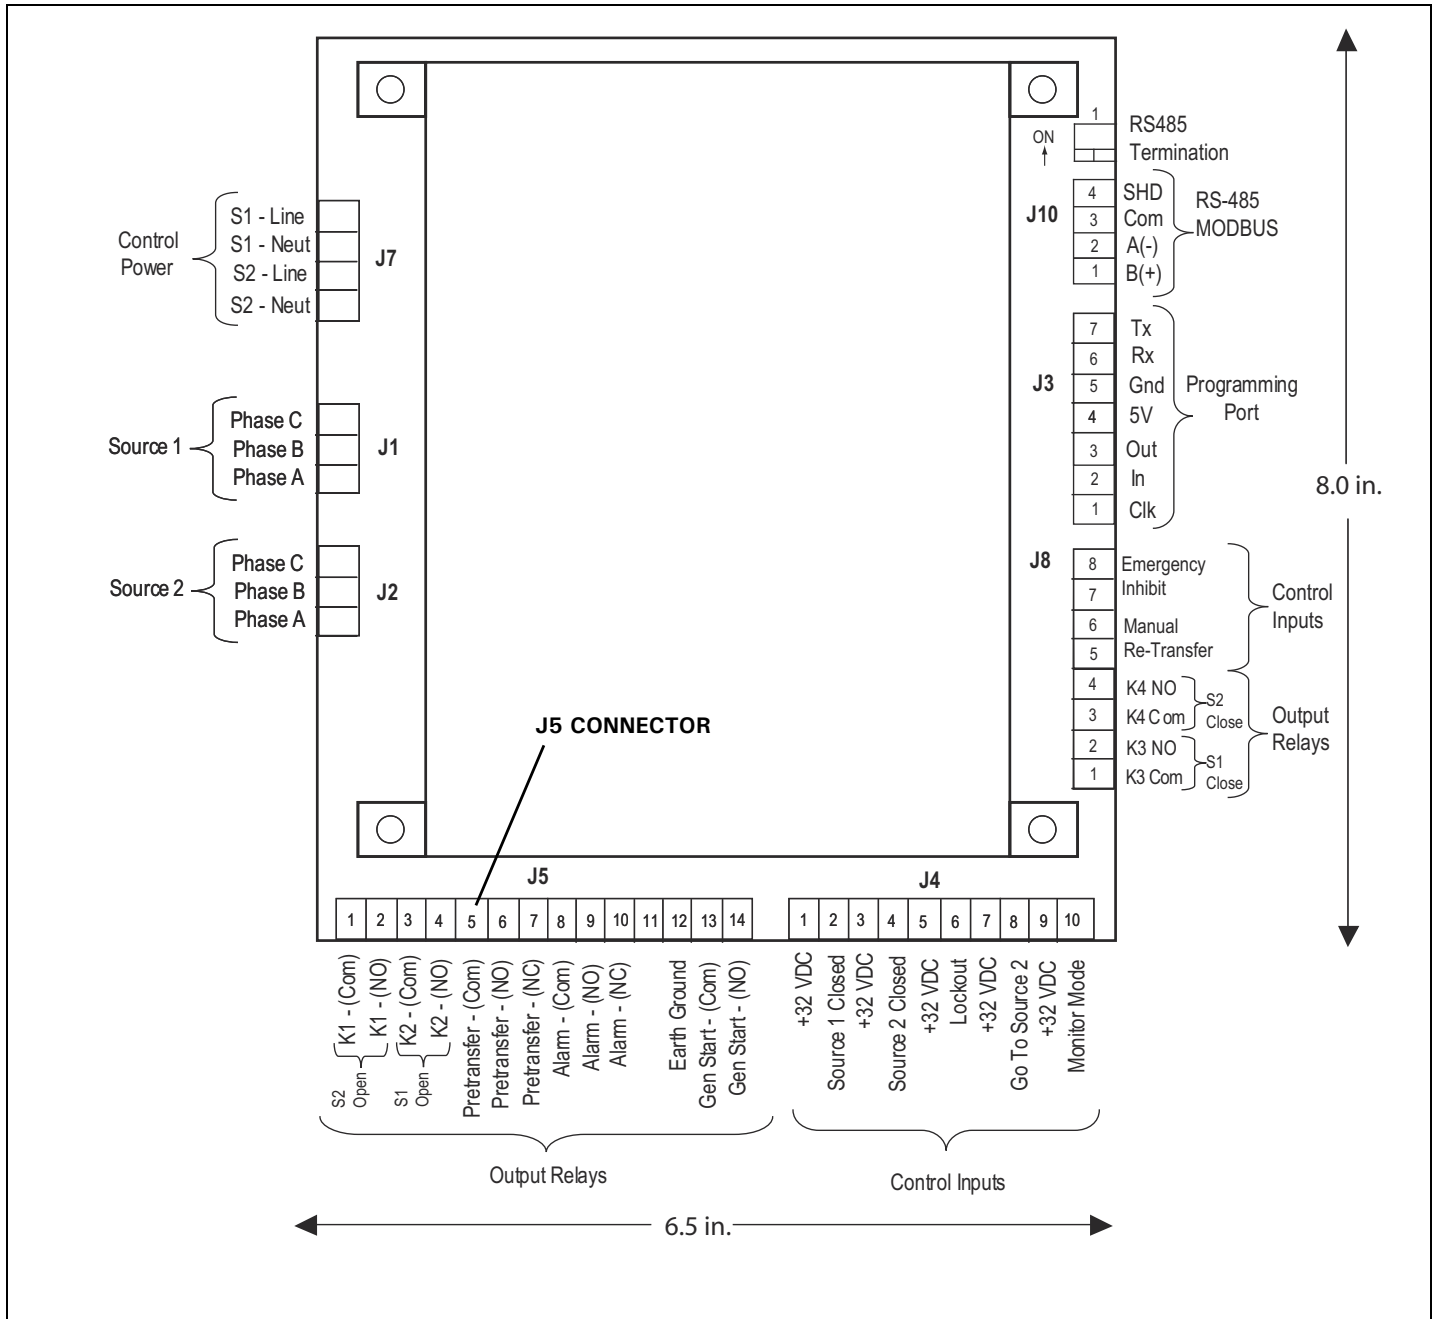 1
RS485
Termination
ON
J10
4 SHD
3 Com
2 A(-)
1 B(+)
RS-485
MODBUS
Control
Power
S1 - Line
S1 - Neut
S2 - Line
S2 - Neut
J7
J3
7 Tx
6 Rx
5 Gnd
4 5V
3 Out
2 In
1 Clk
Programming
Port
Source 1
Phase C
Phase B
Phase A
J1
8.0 in.
Source 2
Phase C
Phase B
Phase A
J2
J8
8 Emergency
7 Inhibit
6 Manual
5 Re-Transfer
Control
Inputs
4 K4 NO
3 K4 Com
S2
Close
2 K3 NO
1 K3 Com
S1
Close
Output
Relays
J5 CONNECTOR
J5
1 2 3 4 5 6 7 8 9 10 11 12 13 14
K1 - (Com)
K1 - (NO)
S2
Open
K2 - (Com)
K2 - (NO)
S1
Open
Pretransfer - (Com)
Pretransfer - (NO)
Pretransfer - (NC)
Alarm - (Com)
Alarm - (NO)
Alarm - (NC)
Earth Ground
Gen Start - (Com)
Gen Start - (NO)
Output Relays
J4
1 2 3 4 5 6 7 8 9 10
+32 VDC
Source 1 Closed
+32 VDC
Source 2 Closed
+32 VDC
Lockout
+32 VDC
Go To Source 2
+32 VDC
Monitor Mode
Control Inputs
6.5 in.